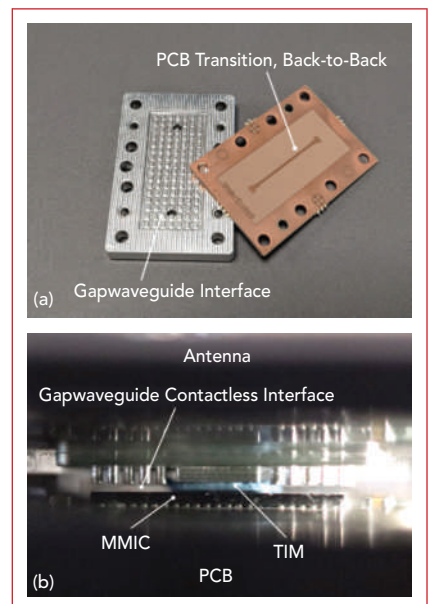 PCB Transition, Back-to-Back
Gapwaveguide Interface
(a)
Antenna
Gapwaveguide Contactless Interface
MMIC
TIM
PCB
(b)